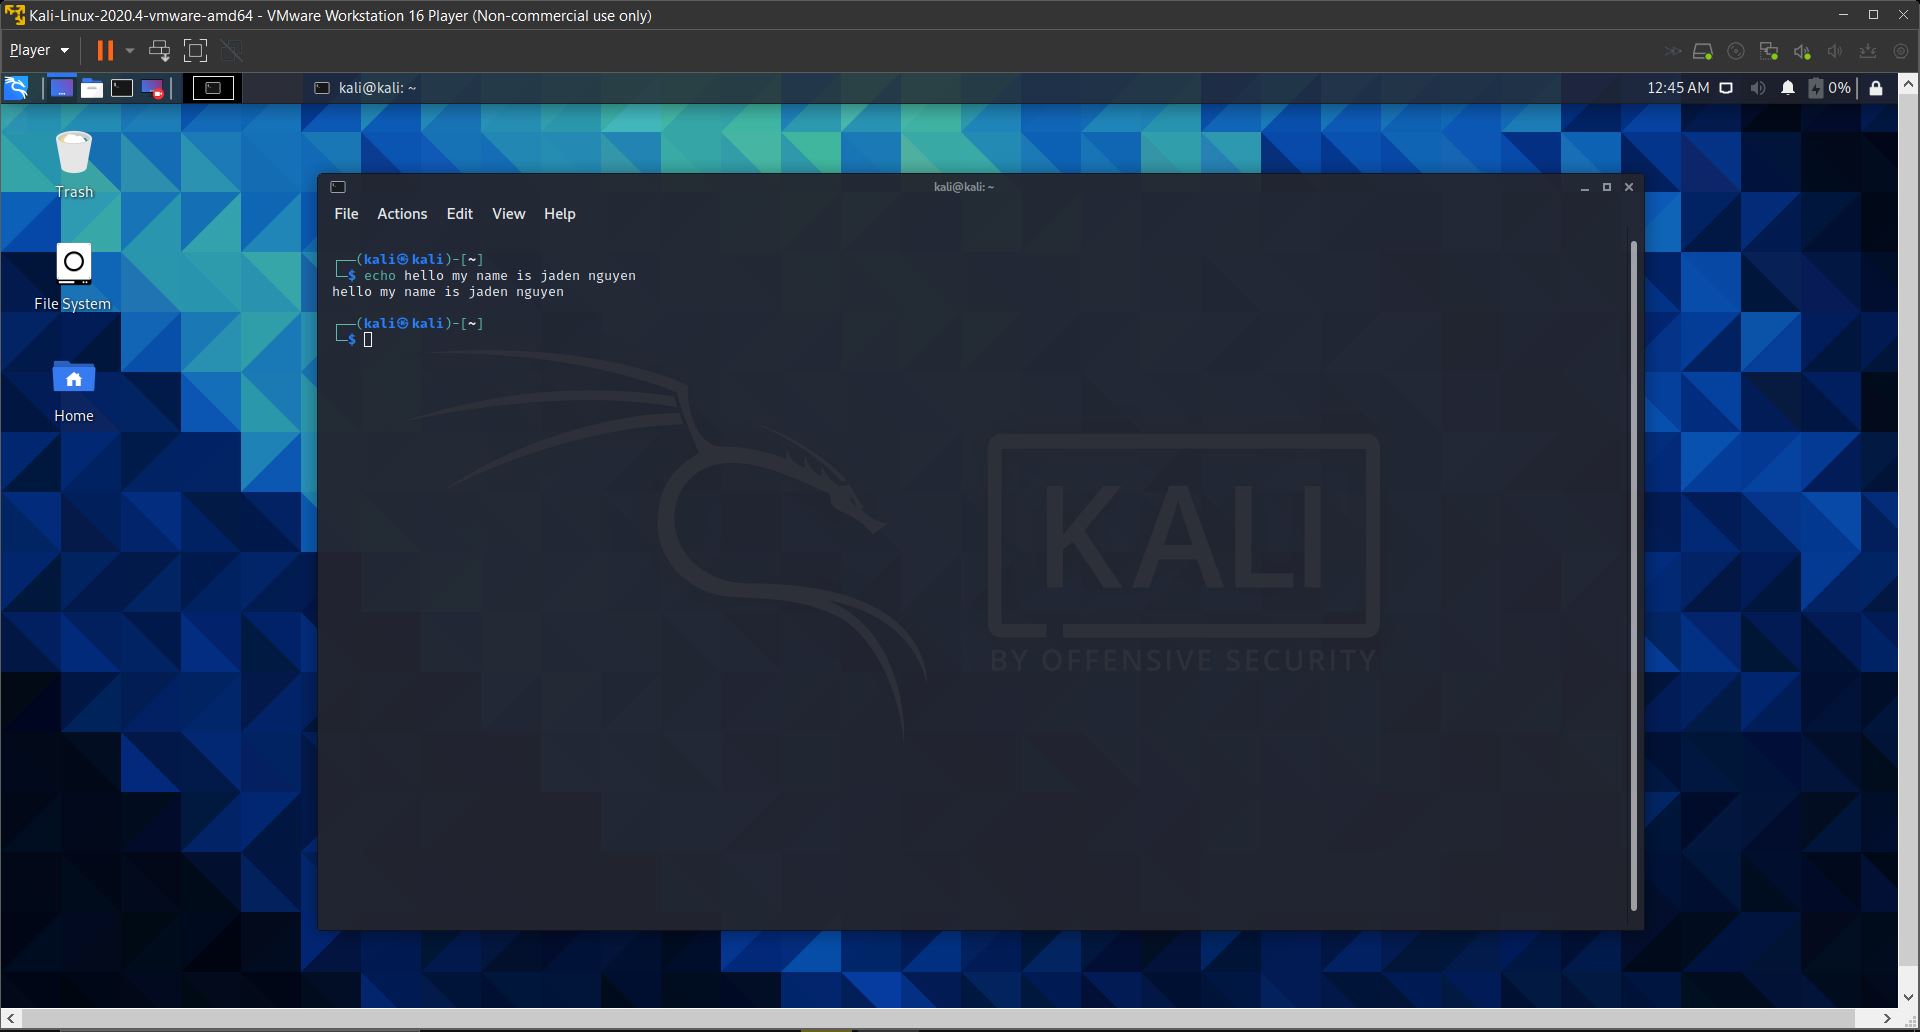 Kali-Linux-2020.4-vmware-amd64 - VMware Workstation 16 Player (Non-commercial use only)
Player
kali@kali: ~
12:45 AM
0%
Trash
File System
Home
kali@kali: ~
File Actions Edit View Help
┌──(kali㉿kali)-[~]
└─$ echo hello my name is jaden nguyen
hello my name is jaden nguyen
┌──(kali㉿kali)-[~]
└─$
KALI
BY OFFENSIVE SECURITY